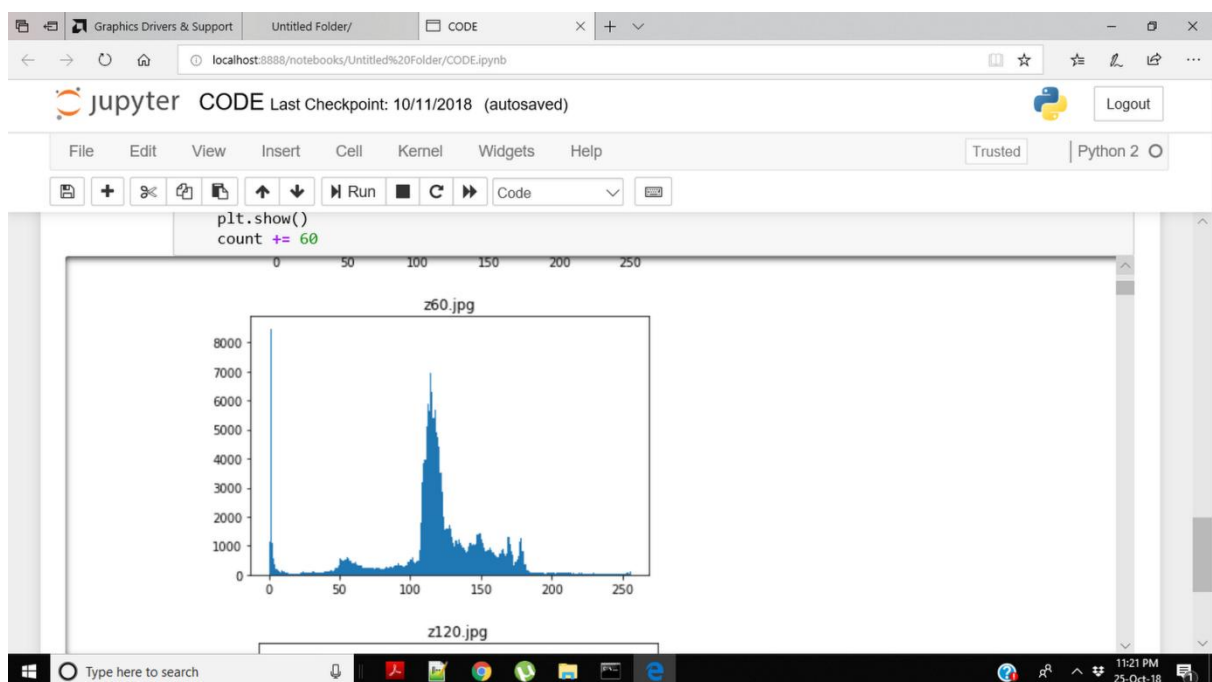 Graphics Drivers & Support Untitled Folder/ CODE
localhost:8888/notebooks/Untitled%20Folder/CODE.ipynb
jupyter CODE Last Checkpoint: 10/11/2018 (autosaved) Logout
File Edit View Insert Cell Kernel Widgets Help Trusted Python 2
Run Code
plt.show()
count += 60
0 50 100 150 200 250
z60.jpg
8000
7000
6000
5000
4000
3000
2000
1000
0
0 50 100 150 200 250
z120.jpg
Type here to search 11:21 PM
25-Oct-18